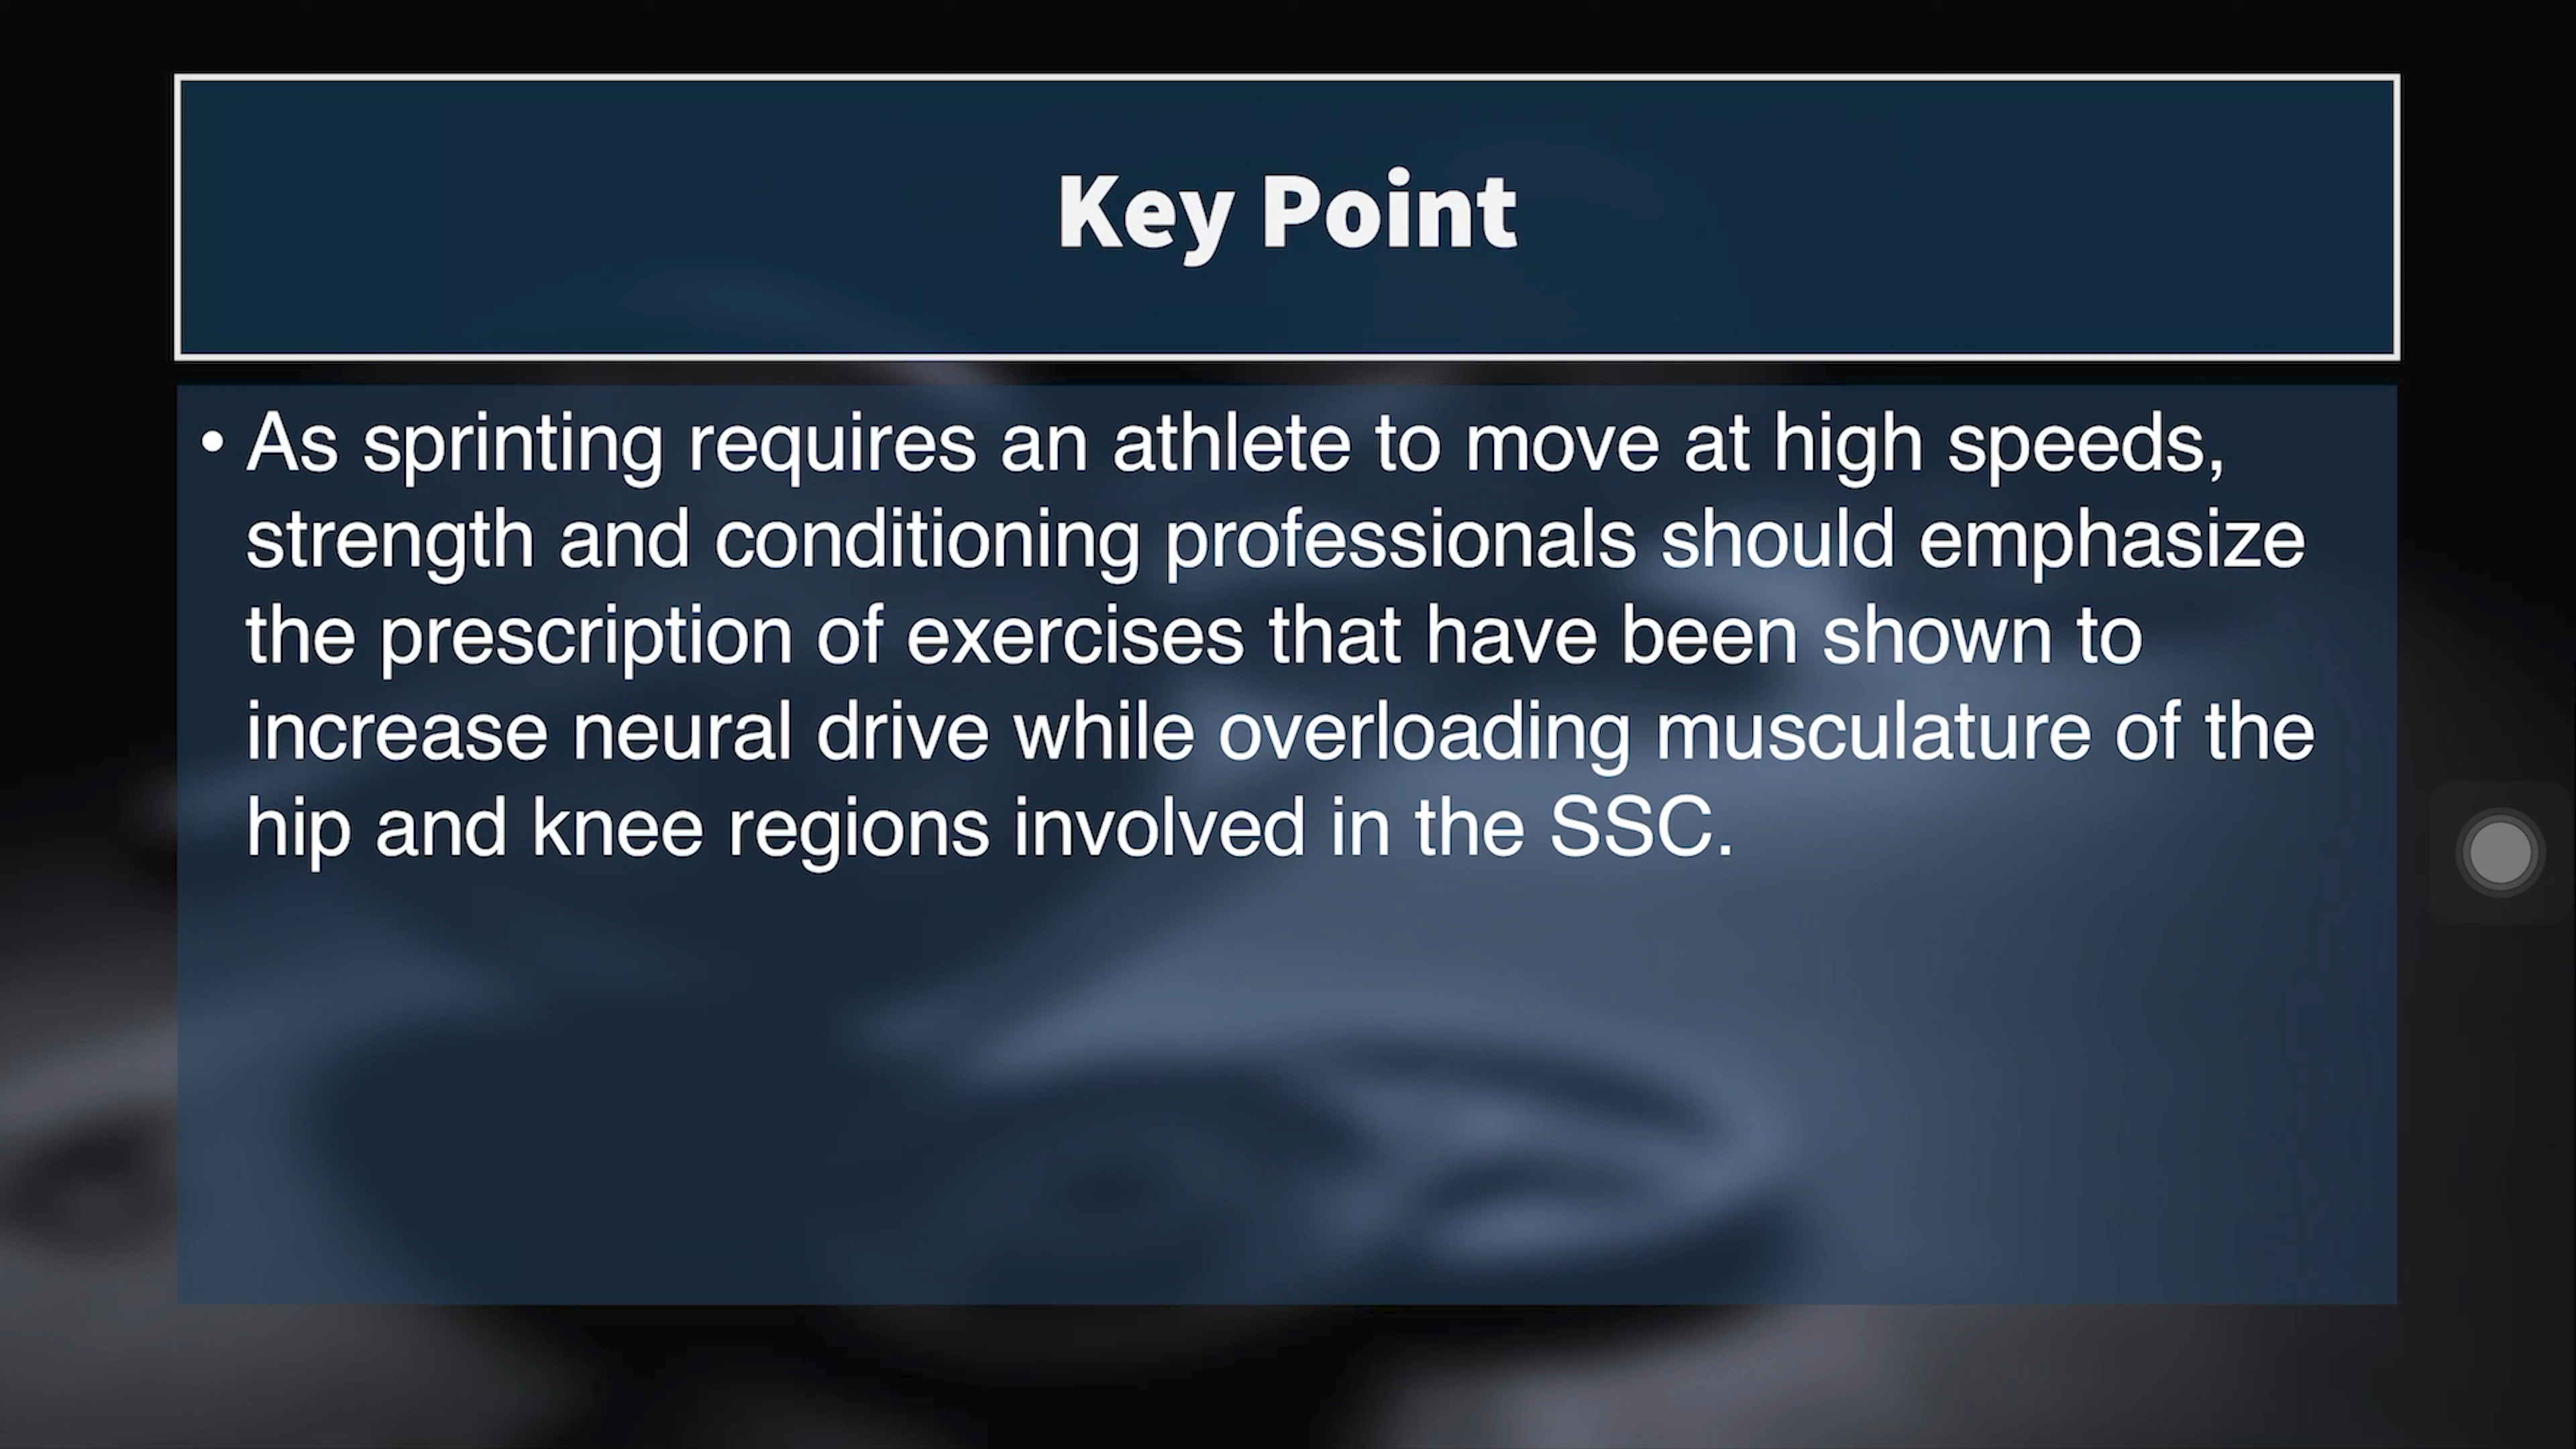 Key Point
• As sprinting requires an athlete to move at high speeds,
strength and conditioning professionals should emphasize
the prescription of exercises that have been shown to
increase neural drive while overloading musculature of the
hip and knee regions involved in the SSC.